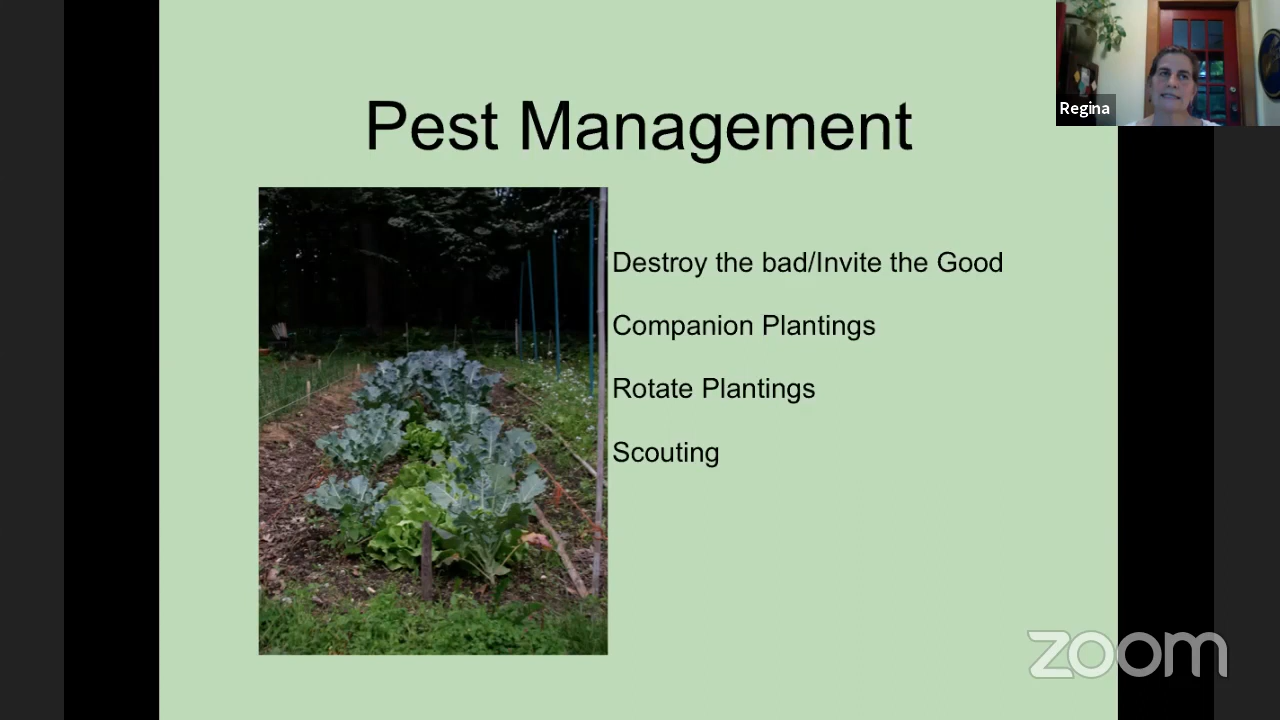 Pest Management
Regina
Destroy the bad/Invite the Good
Companion Plantings
Rotate Plantings
Scouting
zoom